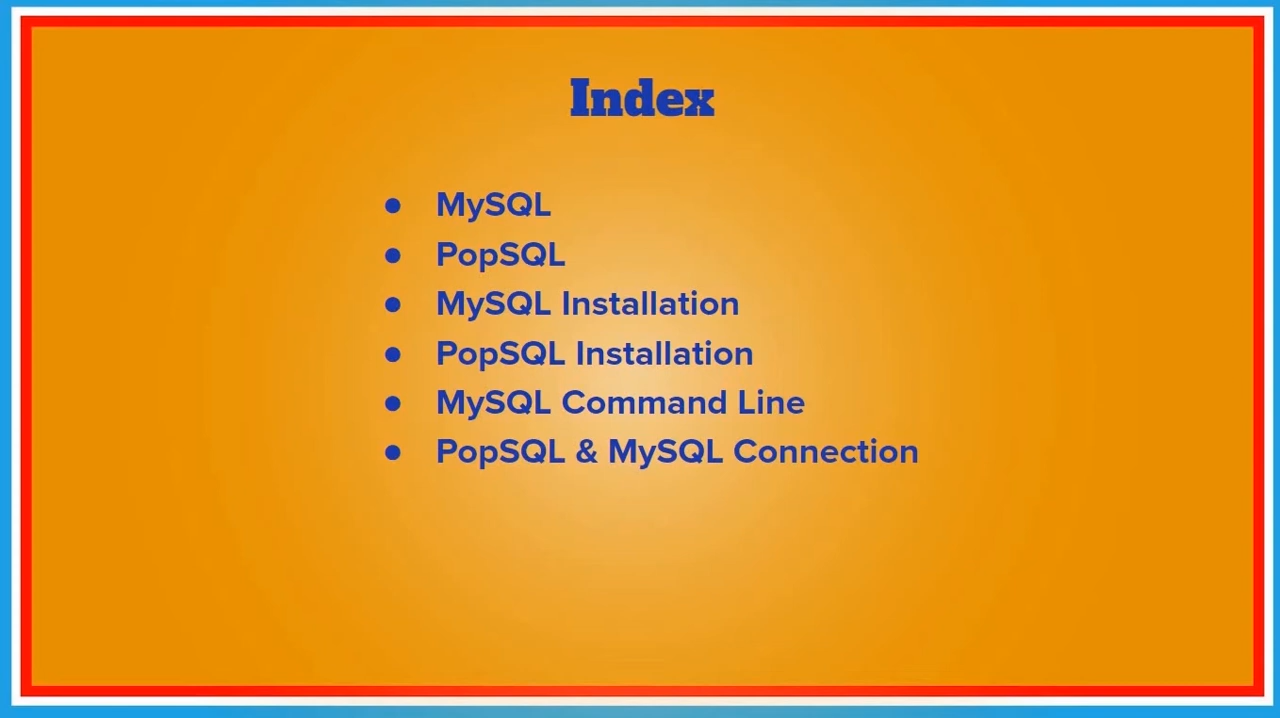 Index
● MySQL
● PopSQL
● MySQL Installation
● PopSQL Installation
● MySQL Command Line
● PopSQL & MySQL Connection